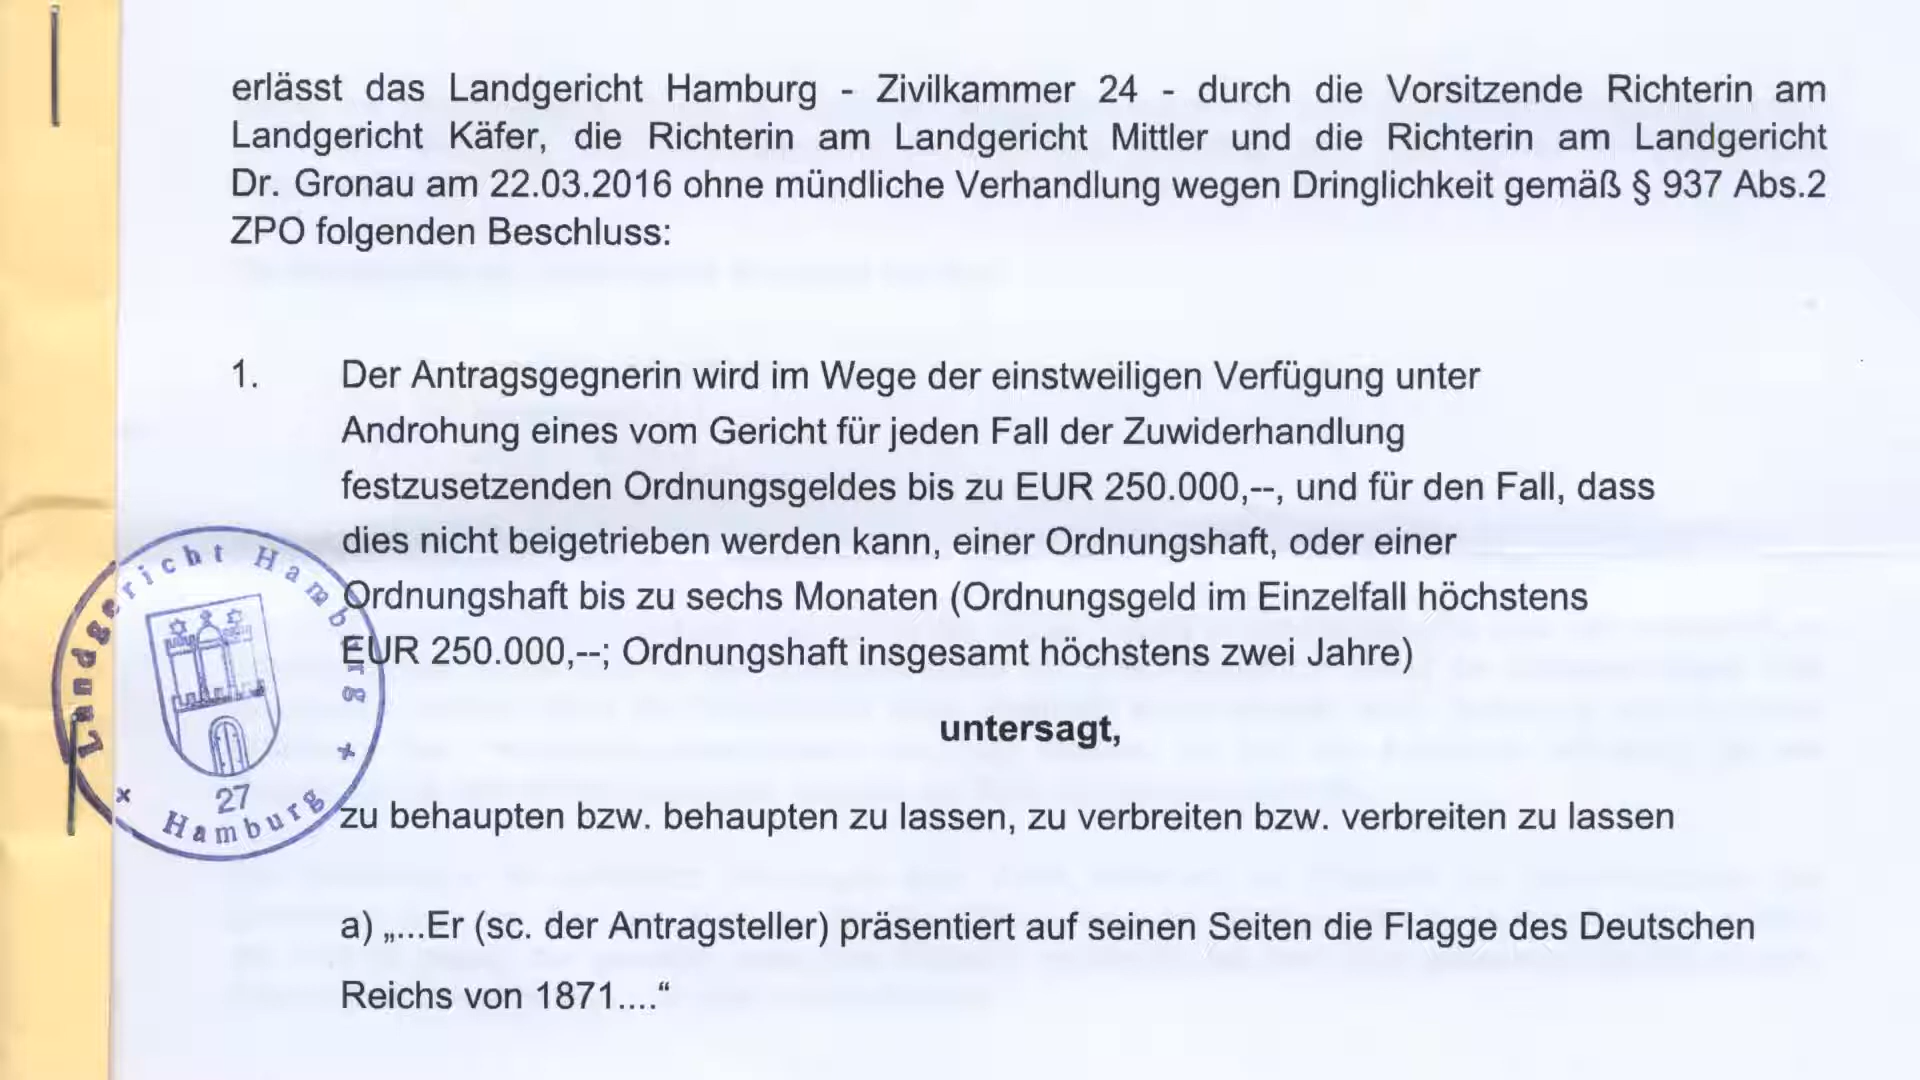 erlässt das Landgericht Hamburg - Zivilkammer 24 - durch die Vorsitzende Richterin am
Landgericht Käfer, die Richterin am Landgericht Mittler und die Richterin am Landgericht
Dr. Gronau am 22.03.2016 ohne mündliche Verhandlung wegen Dringlichkeit gemäß § 937 Abs.2
ZPO folgenden Beschluss:
1. Der Antragsgegnerin wird im Wege der einstweiligen Verfügung unter
Androhung eines vom Gericht für jeden Fall der Zuwiderhandlung
festzusetzenden Ordnungsgeldes bis zu EUR 250.000,--, und für den Fall, dass
dies nicht beigetrieben werden kann, einer Ordnungshaft, oder einer
Ordnungshaft bis zu sechs Monaten (Ordnungsgeld im Einzelfall höchstens
EUR 250.000,--; Ordnungshaft insgesamt höchstens zwei Jahre)
untersagt,
zu behaupten bzw. behaupten zu lassen, zu verbreiten bzw. verbreiten zu lassen
a) „...Er (sc. der Antragsteller) präsentiert auf seinen Seiten die Flagge des Deutschen
Reichs von 1871...."
Landgericht Hamburg
27
Hamburg